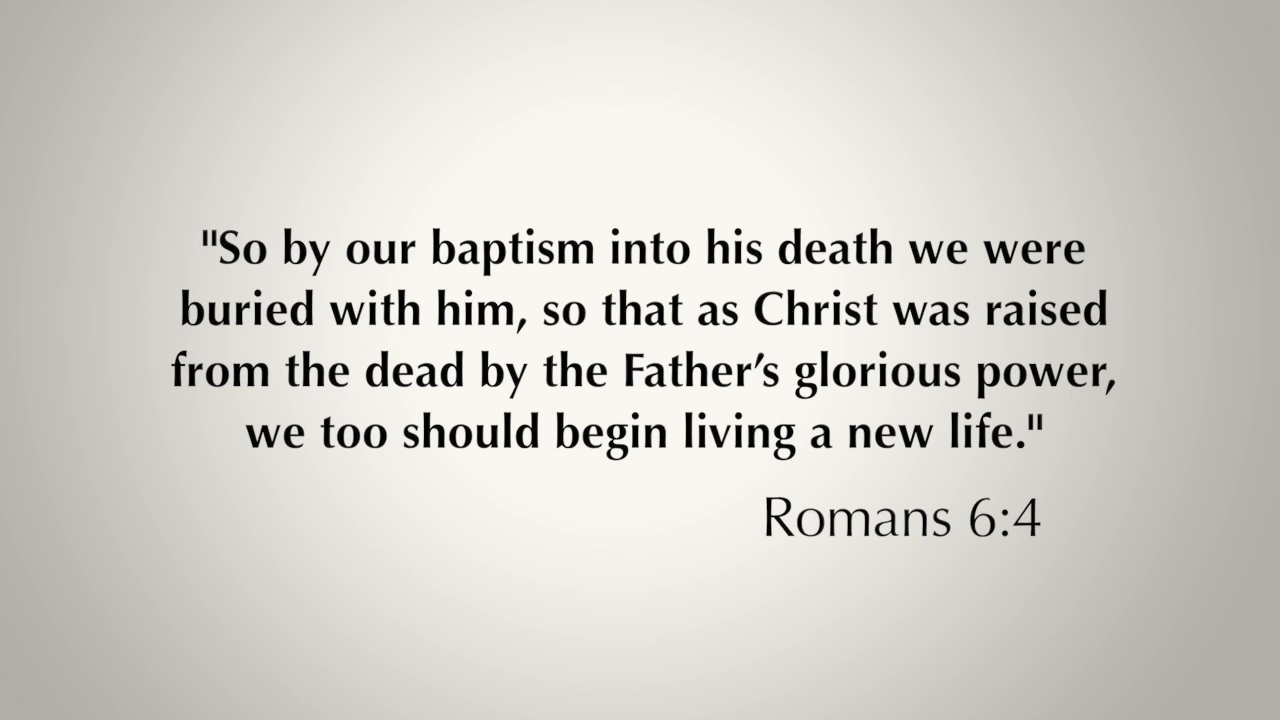 "So by our baptism into his death we were
buried with him, so that as Christ was raised
from the dead by the Father’s glorious power,
we too should begin living a new life."
Romans 6:4